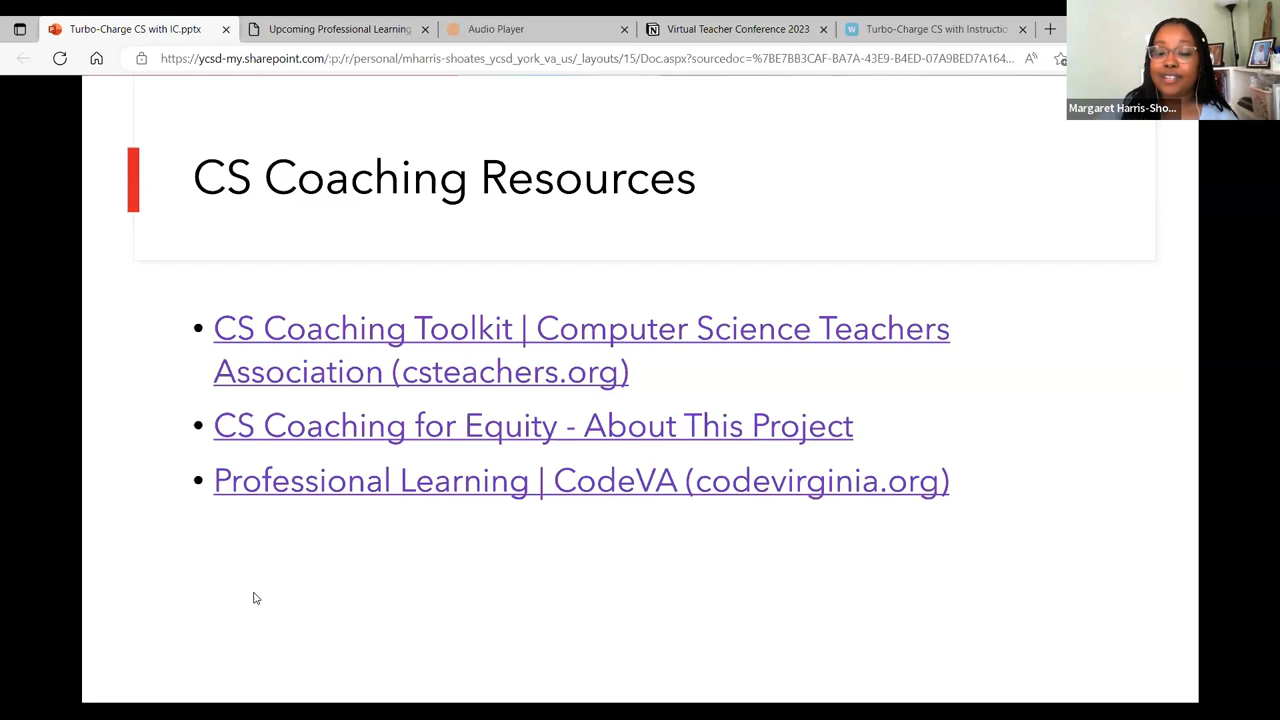 Turbo-Charge CS with IC.pptx
Upcoming Professional Learning
Audio Player
Virtual Teacher Conference 2023
Turbo-Charge CS with Instructio
https://ycsd-my.sharepoint.com/:p:/r/personal/mharris-shootes_ycsd_york_va_us/_layouts/15/Doc.aspx?sourcedoc=%7BE7BB3CAF-BA7A-43E9-B4ED-07A9BED7A164...
Margaret Harris-Sho...
CS Coaching Resources
• CS Coaching Toolkit | Computer Science Teachers
Association (csteachers.org)
• CS Coaching for Equity - About This Project
• Professional Learning | CodeVA (codevirginia.org)